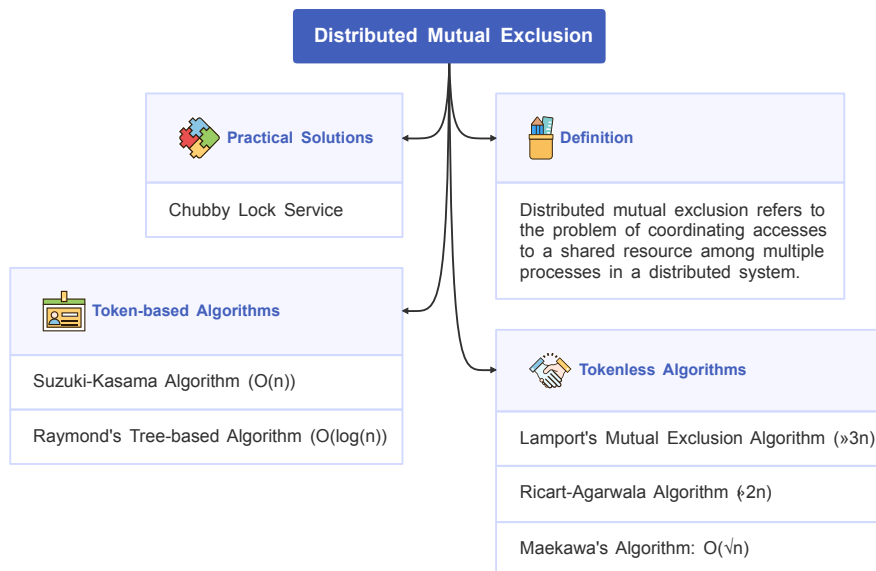 Distributed Mutual Exclusion
Practical Solutions
Chubby Lock Service
Definition
Distributed mutual exclusion refers to
the problem of coordinating accesses
to a shared resource among multiple
processes in a distributed system.
Token-based Algorithms
Suzuki-Kasama Algorithm (O(n))
Raymond's Tree-based Algorithm (O(log(n))
Tokenless Algorithms
Lamport's Mutual Exclusion Algorithm (»3n)
Ricart-Agarwala Algorithm (»2n)
Maekawa's Algorithm: O(√n)